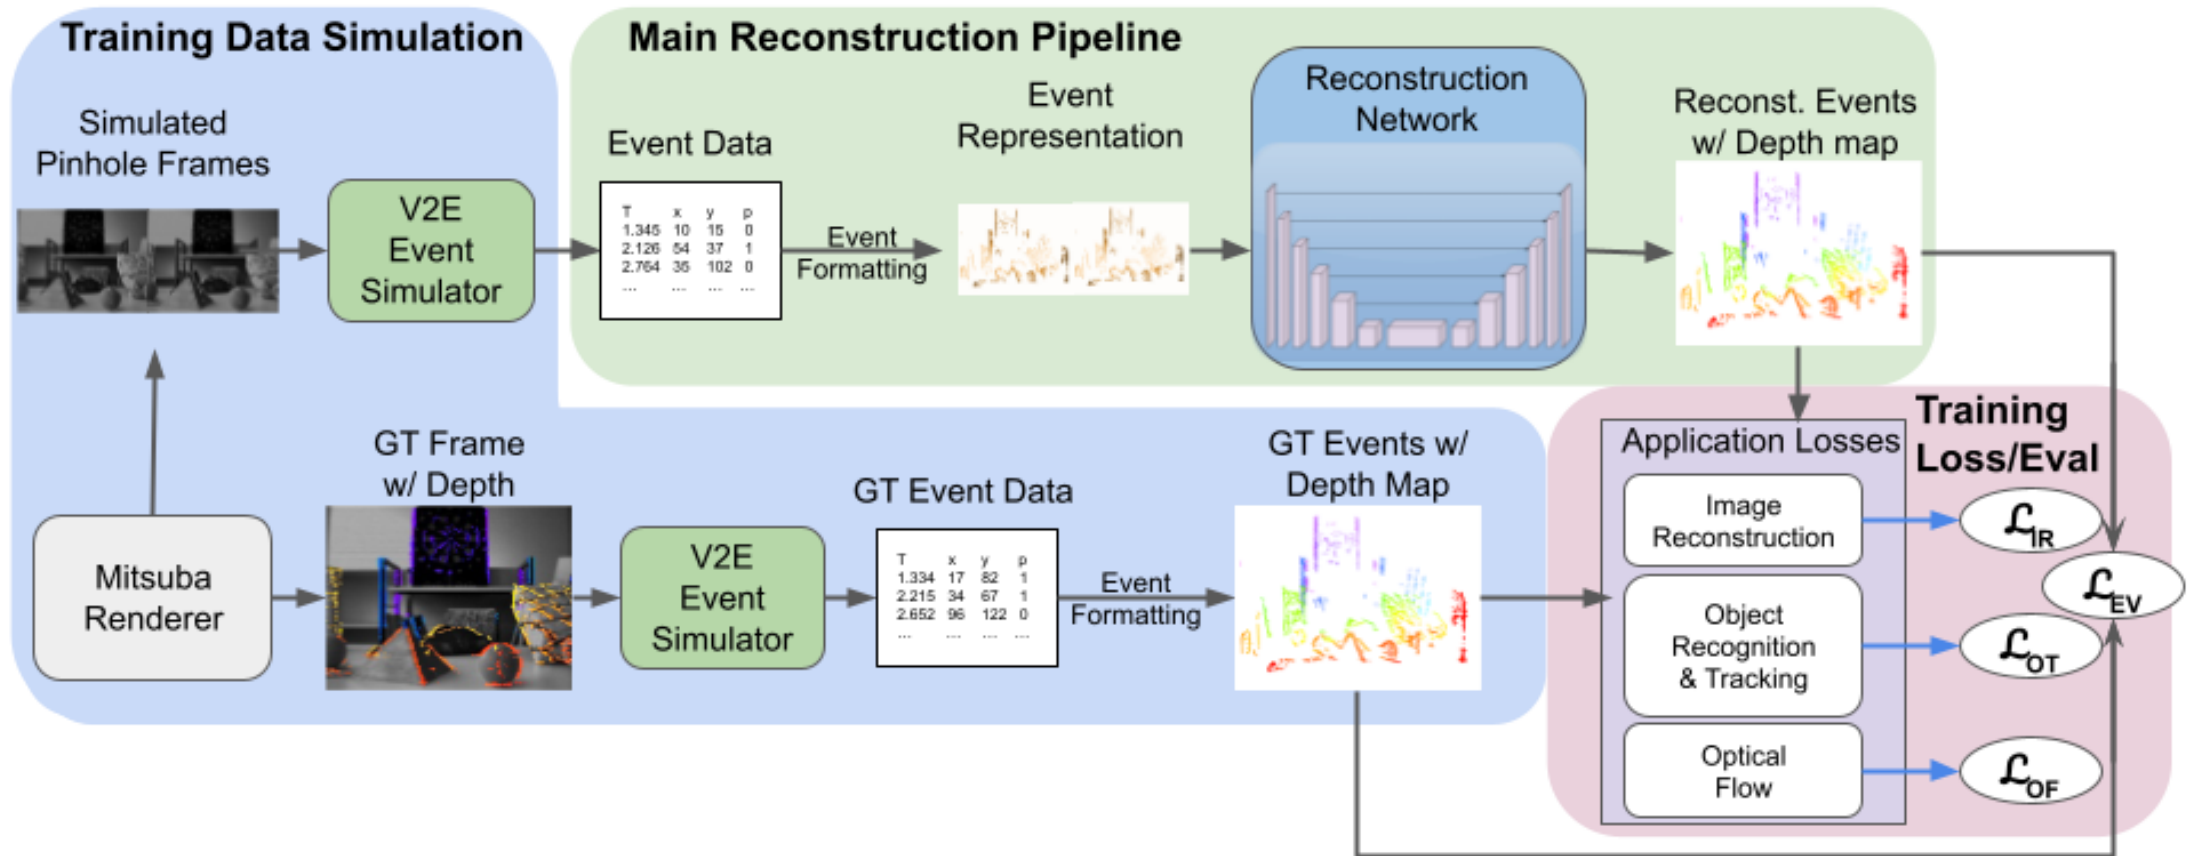 Training Data Simulation
Main Reconstruction Pipeline
Simulated
Pinhole Frames
V2E
Event
Simulator
Event Data
T x y p
1.345 10 15 0
2.126 54 37 1
2.764 35 102 0
... ... ... ...
Event
Formatting
Event
Representation
Reconstruction
Network
Reconst. Events
w/ Depth map
Mitsuba
Renderer
GT Frame
w/ Depth
V2E
Event
Simulator
GT Event Data
T x y p
1.334 17 82 1
2.215 34 67 1
2.652 96 122 0
... ... ... ...
Event
Formatting
GT Events w/
Depth Map
Training
Loss/Eval
Application Losses
Image
Reconstruction
Object
Recognition
& Tracking
Optical
Flow
ℒIR
ℒEV
ℒOT
ℒOF